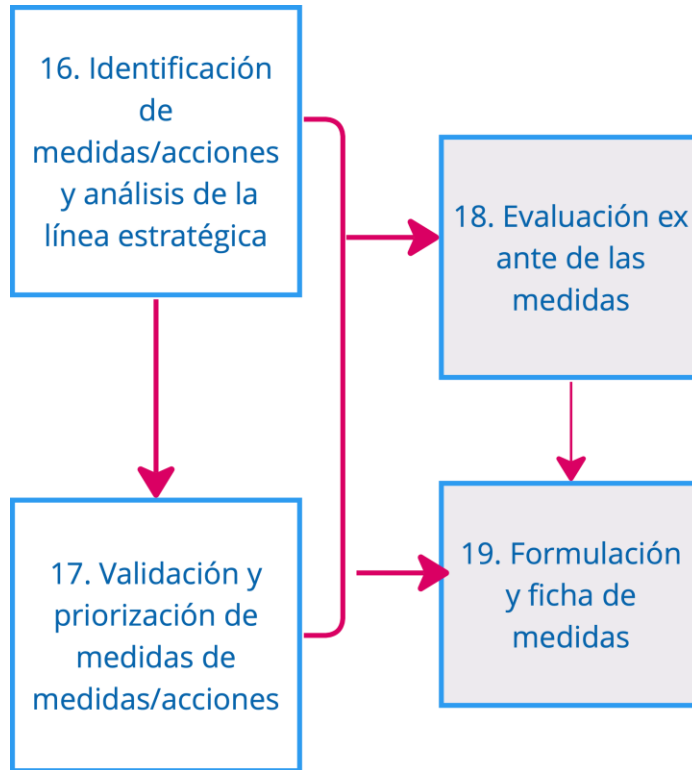 16. Identificación
de
medidas/acciones
y análisis de la
línea estratégica
17. Validación y
priorización de
medidas de
medidas/acciones
18. Evaluación ex
ante de las
medidas
19. Formulación
y ficha de
medidas